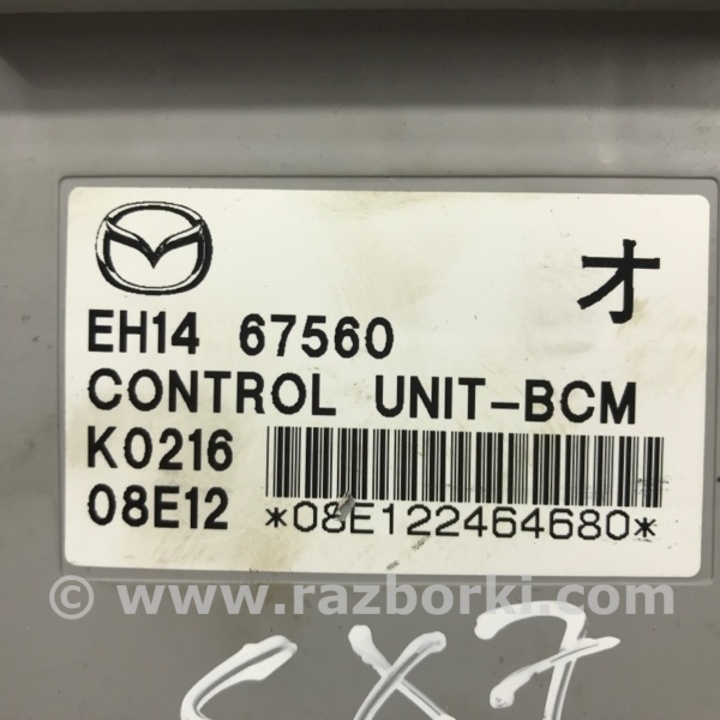 オ
EH14 67560
CONTROL UNIT-BCM
K0216
08E12 *08E122464680*
© www.razborki.com
CX7